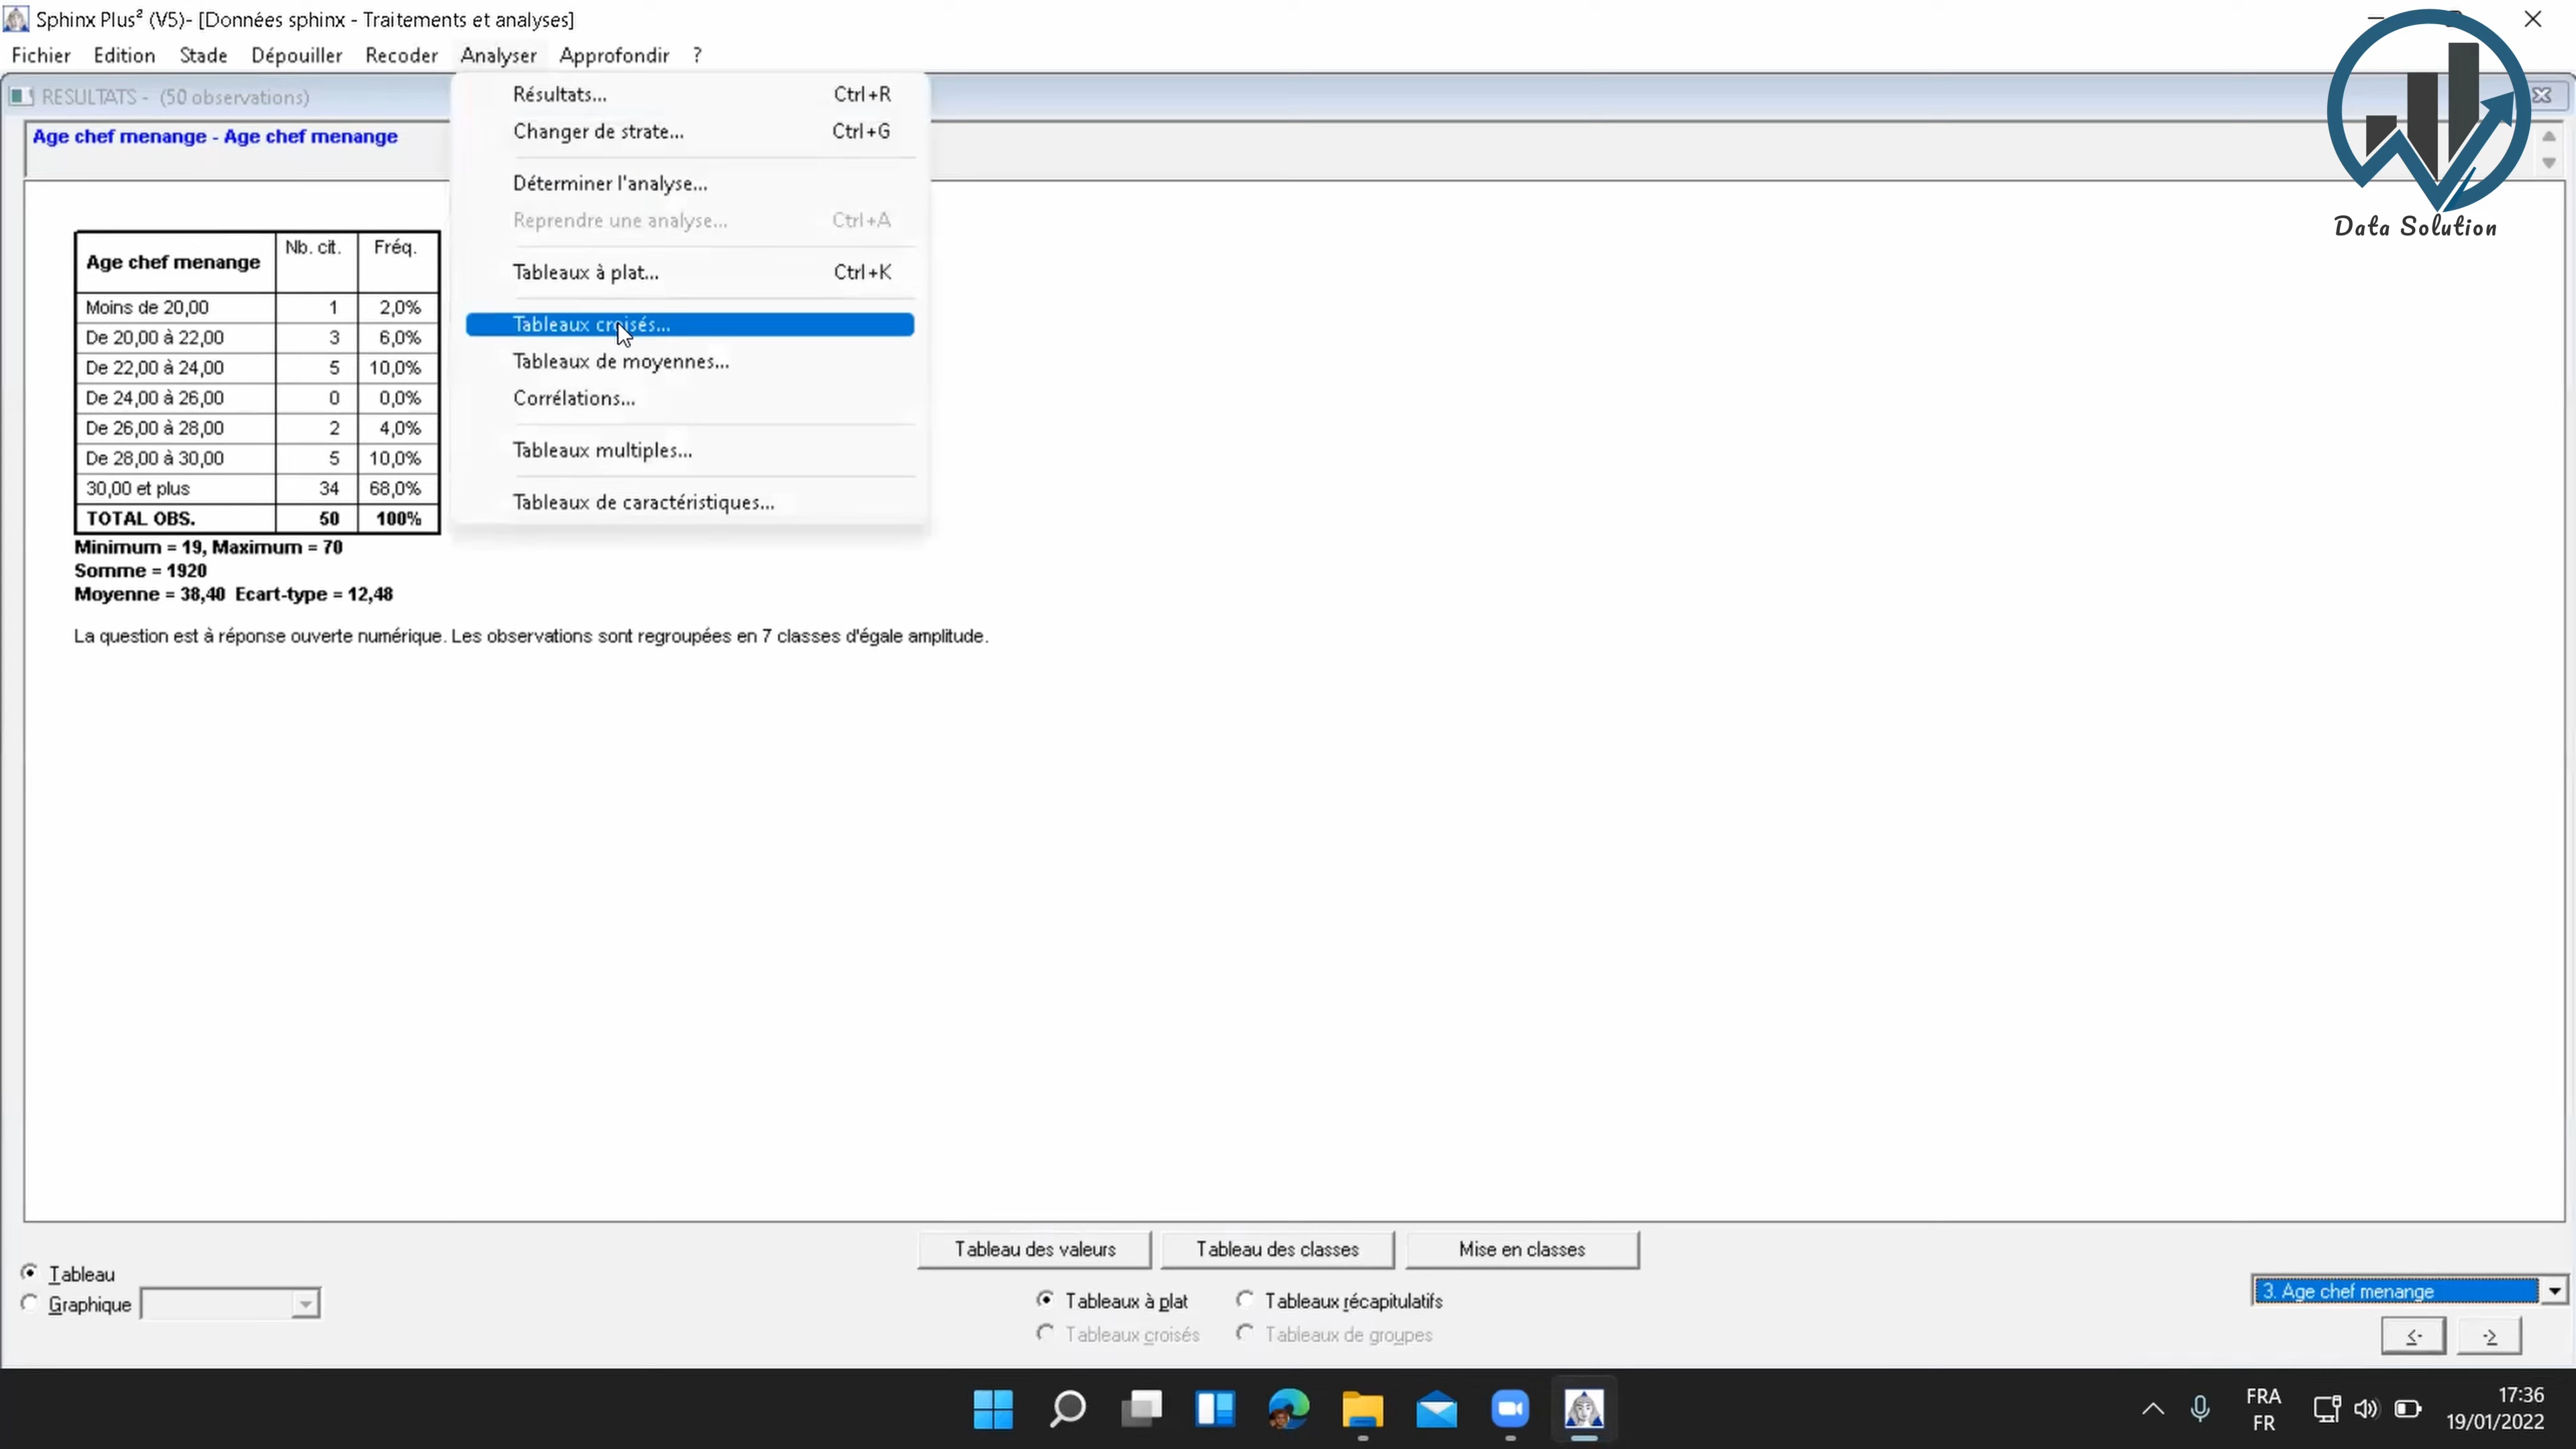 Sphinx Plus² (V5)- [Données sphinx - Traitements et analyses]
Fichier Edition Stade Dépouiller Recoder Analyser Approfondir ?
RESULTATS - (50 observations)
Age chef menange - Age chef menange
Résultats... Ctrl+R
Changer de strate... Ctrl+G
Déterminer l'analyse...
Reprendre une analyse... Ctrl+A
Tableaux à plat... Ctrl+K
Tableaux croisés...
Tableaux de moyennes...
Corrélations...
Tableaux multiples...
Tableaux de caractéristiques...
Data Solution
Age chef menange Nb. cit. Fréq.
Moins de 20,00 1 2,0%
De 20,00 à 22,00 3 6,0%
De 22,00 à 24,00 5 10,0%
De 24,00 à 26,00 0 0,0%
De 26,00 à 28,00 2 4,0%
De 28,00 à 30,00 5 10,0%
30,00 et plus 34 68,0%
TOTAL OBS. 50 100%
Minimum = 19, Maximum = 70
Somme = 1920
Moyenne = 38,40 Ecart-type = 12,48
La question est à réponse ouverte numérique. Les observations sont regroupées en 7 classes d'égale amplitude.
Tableau des valeurs Tableau des classes Mise en classes
Tableau
Graphique
Tableaux à plat Tableaux récapitulatifs
Tableaux croisés Tableaux de groupes
3. Age chef menange
<- ->
FRA
FR
17:36
19/01/2022